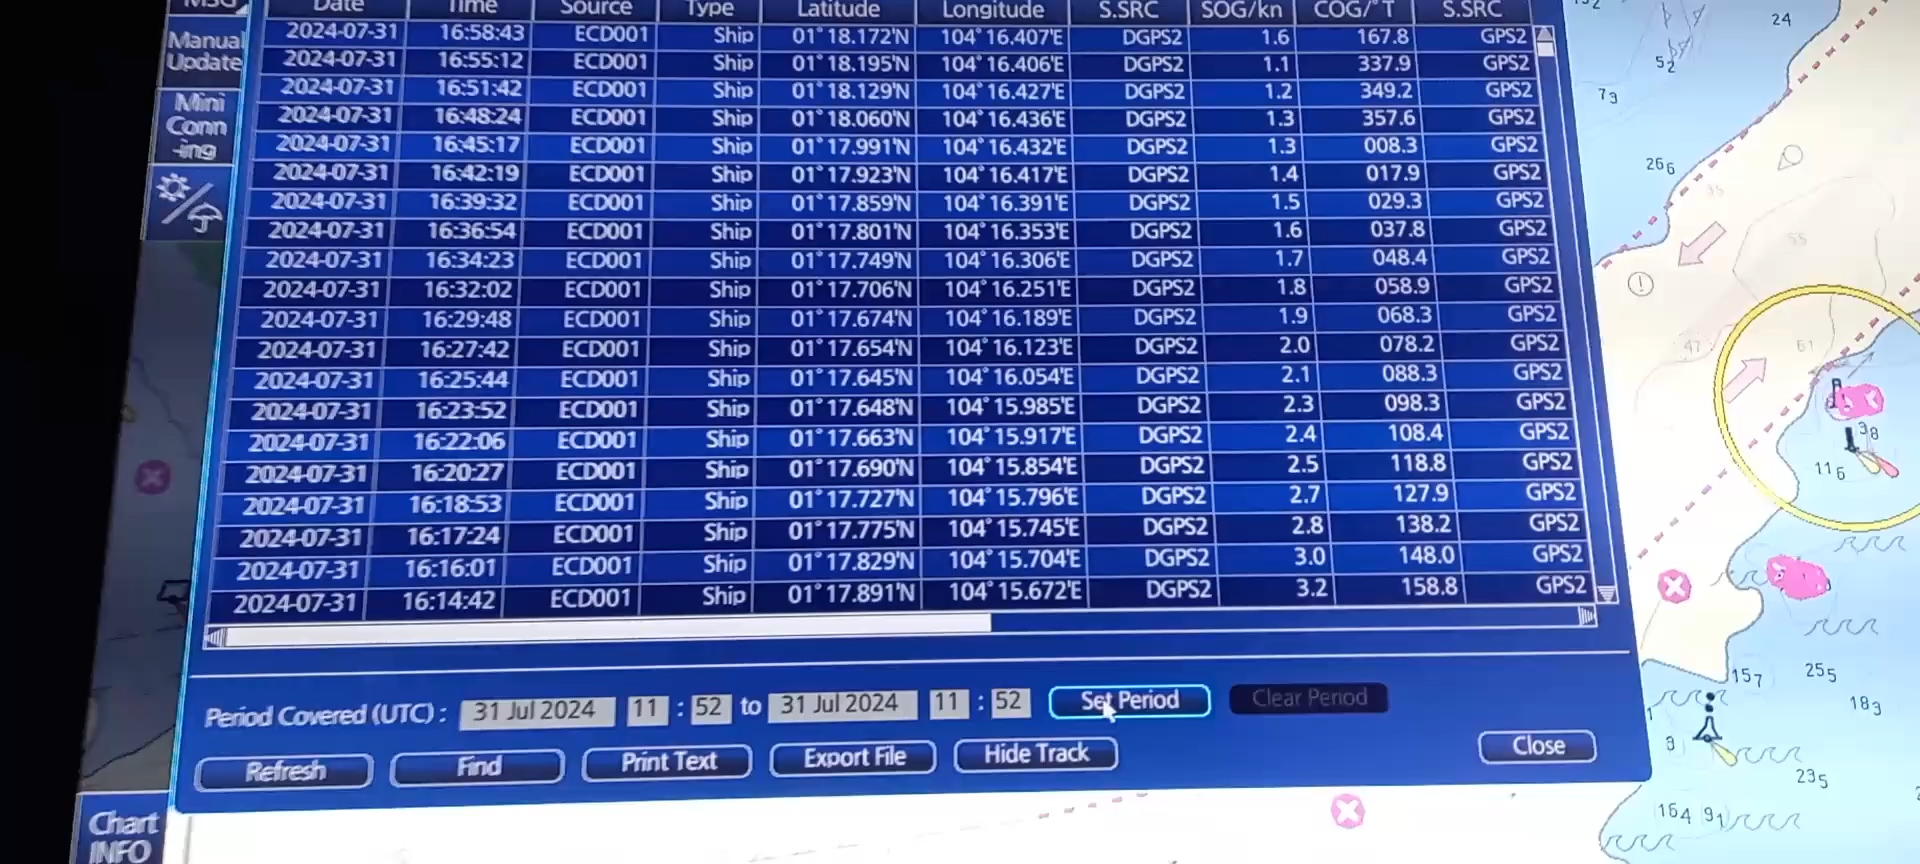 MSG
Date Time Source Type Latitude Longitude S.SRC SOG/kn COG/°T S.SRC
Manual
Update
Mini
Conn
-ing
2024-07-31 16:58:43 ECD001 Ship 01°18.172'N 104°16.407'E DGPS2 1.6 167.8 GPS2
2024-07-31 16:55:12 ECD001 Ship 01°18.195'N 104°16.406'E DGPS2 1.1 337.9 GPS2
2024-07-31 16:51:42 ECD001 Ship 01°18.129'N 104°16.427'E DGPS2 1.2 349.2 GPS2
2024-07-31 16:48:24 ECD001 Ship 01°18.060'N 104°16.436'E DGPS2 1.3 357.6 GPS2
2024-07-31 16:45:17 ECD001 Ship 01°17.991'N 104°16.432'E DGPS2 1.3 008.3 GPS2
2024-07-31 16:42:19 ECD001 Ship 01°17.923'N 104°16.417'E DGPS2 1.4 017.9 GPS2
2024-07-31 16:39:32 ECD001 Ship 01°17.859'N 104°16.391'E DGPS2 1.5 029.3 GPS2
2024-07-31 16:36:54 ECD001 Ship 01°17.801'N 104°16.353'E DGPS2 1.6 037.8 GPS2
2024-07-31 16:34:23 ECD001 Ship 01°17.749'N 104°16.306'E DGPS2 1.7 048.4 GPS2
2024-07-31 16:32:02 ECD001 Ship 01°17.706'N 104°16.251'E DGPS2 1.8 058.9 GPS2
2024-07-31 16:29:48 ECD001 Ship 01°17.674'N 104°16.189'E DGPS2 1.9 068.3 GPS2
2024-07-31 16:27:42 ECD001 Ship 01°17.654'N 104°16.123'E DGPS2 2.0 078.2 GPS2
2024-07-31 16:25:44 ECD001 Ship 01°17.645'N 104°16.054'E DGPS2 2.1 088.3 GPS2
2024-07-31 16:23:52 ECD001 Ship 01°17.648'N 104°15.985'E DGPS2 2.3 098.3 GPS2
2024-07-31 16:22:06 ECD001 Ship 01°17.663'N 104°15.917'E DGPS2 2.4 108.4 GPS2
2024-07-31 16:20:27 ECD001 Ship 01°17.690'N 104°15.854'E DGPS2 2.5 118.8 GPS2
2024-07-31 16:18:53 ECD001 Ship 01°17.727'N 104°15.796'E DGPS2 2.7 127.9 GPS2
2024-07-31 16:17:24 ECD001 Ship 01°17.775'N 104°15.745'E DGPS2 2.8 138.2 GPS2
2024-07-31 16:16:01 ECD001 Ship 01°17.829'N 104°15.704'E DGPS2 3.0 148.0 GPS2
2024-07-31 16:14:42 ECD001 Ship 01°17.891'N 104°15.672'E DGPS2 3.2 158.8 GPS2
Period Covered (UTC) : 31 Jul 2024 11 : 52 to 31 Jul 2024 11 : 52 Set Period Clear Period
Refresh Find Print Text Export File Hide Track Close
Chart
INFO
24
52
73
266
35
55
47
61
38
116
157
255
183
9
235
164
91